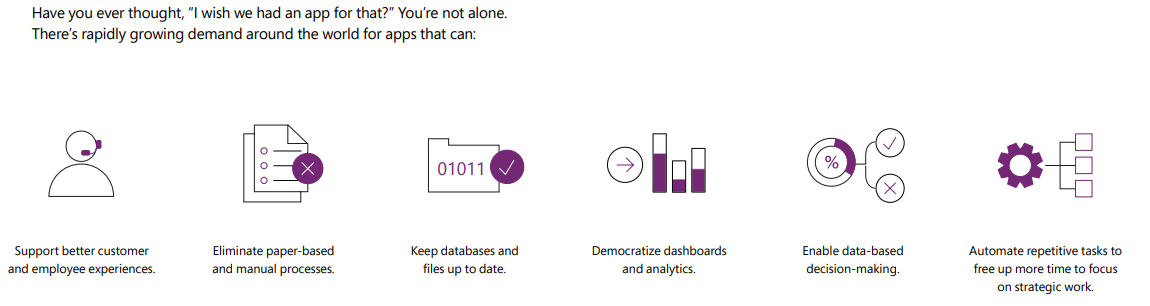 Have you ever thought, “I wish we had an app for that?” You’re not alone.
There’s rapidly growing demand around the world for apps that can:
01011
%
Support better customer
and employee experiences.
Eliminate paper-based
and manual processes.
Keep databases and
files up to date.
Democratize dashboards
and analytics.
Enable data-based
decision-making.
Automate repetitive tasks to
free up more time to focus
on strategic work.